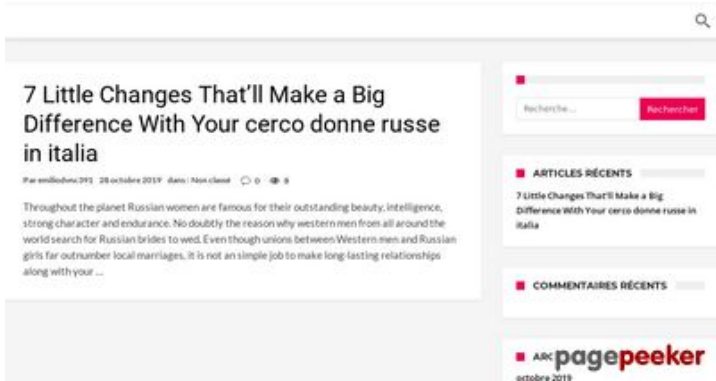 7 Little Changes That'll Make a Big
Difference With Your cerco donne russe
in italia
Par emiliodvnc391 28 octobre 2019 dans : Non classé 0 8
Throughout the planet Russian women are famous for their outstanding beauty, intelligence,
strong character and endurance. No doubtly the reason why western men from all around the
world search for Russian brides to wed. Even though unions between Western men and Russian
girls far outnumber local marriages, it is not an simple job to make long-lasting relationships
along with your ...
Recherche...
Rechercher
ARTICLES RÉCENTS
7 Little Changes That'll Make a Big
Difference With Your cerco donne russe in
italia
COMMENTAIRES RÉCENTS
ARC
pagepeeker
octobre 2019